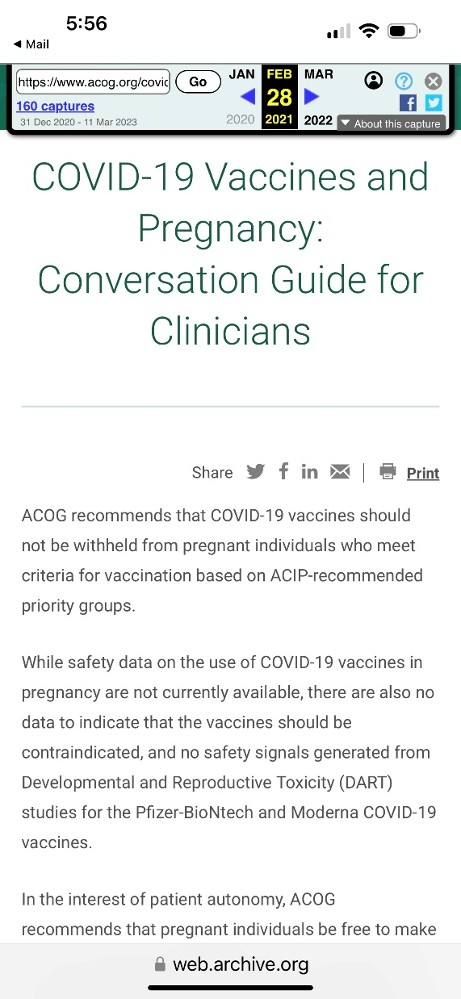 5:56
◀ Mail
https://www.acog.org/covic
Go
JAN FEB MAR
160 captures
28
31 Dec 2020 - 11 Mar 2023
2020 2021 2022
▼ About this capture
COVID-19 Vaccines and
Pregnancy:
Conversation Guide for
Clinicians
Share
Print
ACOG recommends that COVID-19 vaccines should
not be withheld from pregnant individuals who meet
criteria for vaccination based on ACIP-recommended
priority groups.
While safety data on the use of COVID-19 vaccines in
pregnancy are not currently available, there are also no
data to indicate that the vaccines should be
contraindicated, and no safety signals generated from
Developmental and Reproductive Toxicity (DART)
studies for the Pfizer-BioNtech and Moderna COVID-19
vaccines.
In the interest of patient autonomy, ACOG
recommends that pregnant individuals be free to make
web.archive.org